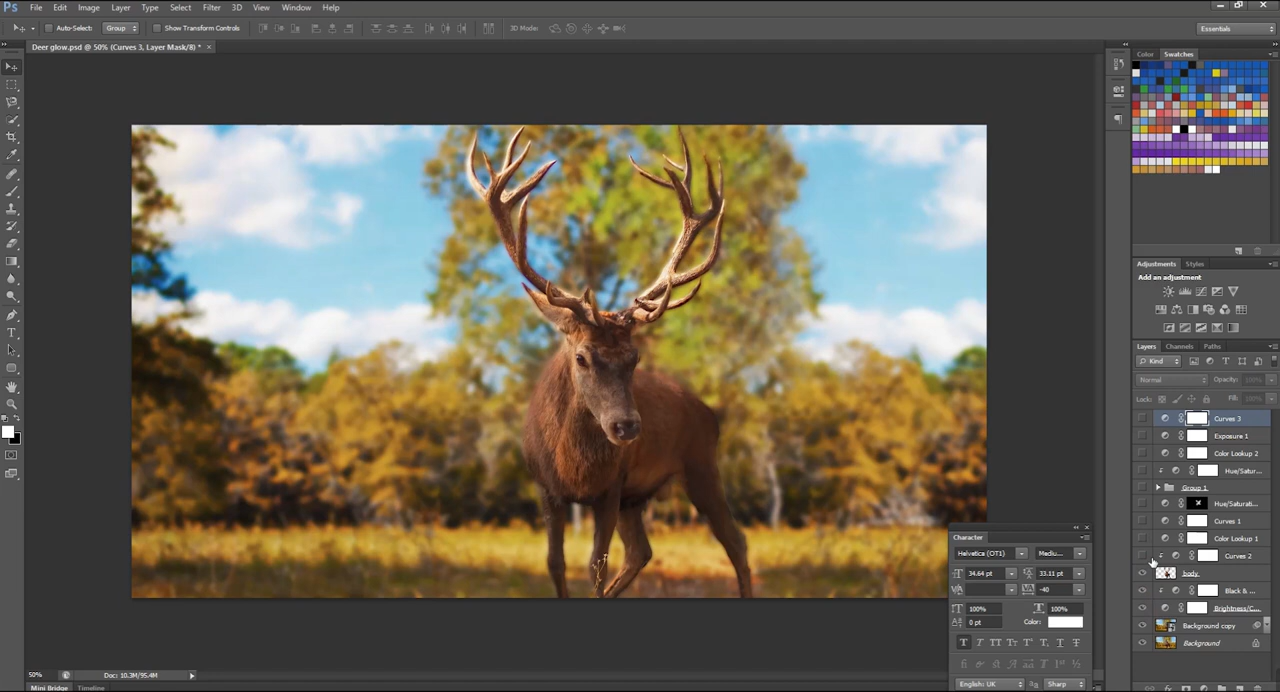 Ps File Edit Image Layer Type Select Filter 3D View Window Help
Auto-Select: Group Show Transform Controls 3D Mode: Essentials
Deer glow.psd @ 50% (Curves 3, Layer Mask/8) * ×
Color Swatches
Adjustments Styles
Add an adjustment
Layers Channels Paths
Kind
Normal Opacity: 100%
Lock: Fill: 100%
Curves 3
Exposure 1
Color Lookup 2
Hue/Satur...
Group 1
Hue/Saturati...
Curves 1
Color Lookup 1
Curves 2
body
Black & ...
Brightness/C...
Background copy
Background
Character
Helvetica (OT1) Mediu...
34.64 pt 33.11 pt
-40
100% 100%
0 pt Color:
English: UK Sharp
50% Doc: 10.3M/95.4M
Mini Bridge Timeline